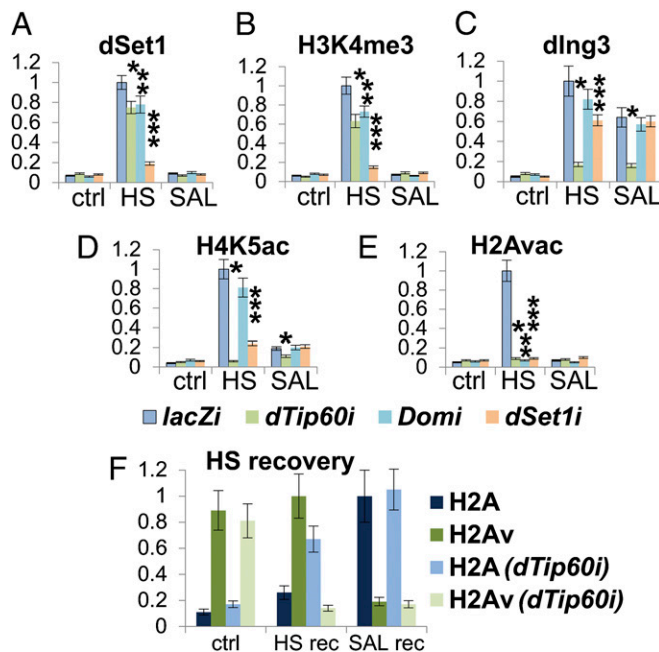 A dSet1
1.2
1
0.8
0.6
0.4
0.2
0
* ** ***
ctrl HS SAL
B H3K4me3
1.2
1
0.8
0.6
0.4
0.2
0
* ** ***
ctrl HS SAL
C dIng3
1.2
1
0.8
0.6
0.4
0.2
0
* *** *
ctrl HS SAL
D H4K5ac
1.2
1
0.8
0.6
0.4
0.2
0
* *** *
ctrl HS SAL
E H2Avac
1.2
1
0.8
0.6
0.4
0.2
0
* ** ***
ctrl HS SAL
lacZi dTip60i Domi dSet1i
F HS recovery
1.2
1
0.8
0.6
0.4
0.2
0
ctrl HS rec SAL rec
H2A
H2Av
H2A (dTip60i)
H2Av (dTip60i)